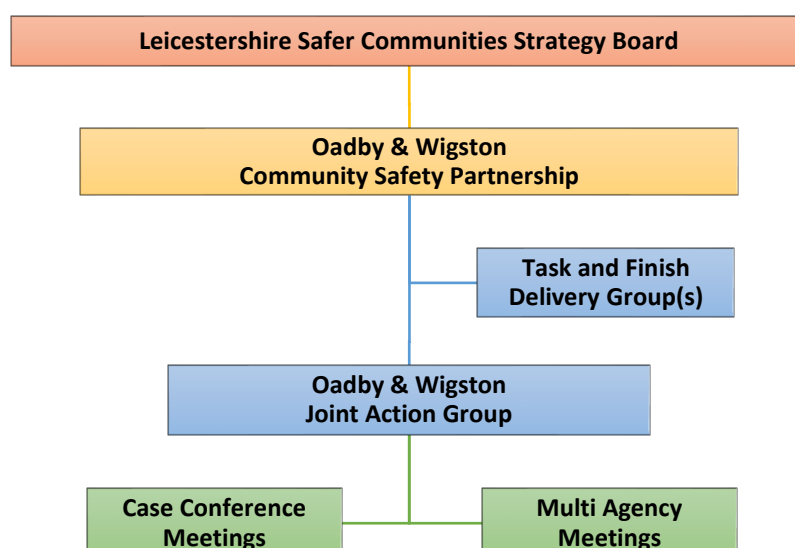 Leicestershire Safer Communities Strategy Board
Oadby & Wigston
Community Safety Partnership
Task and Finish
Delivery Group(s)
Oadby & Wigston
Joint Action Group
Case Conference
Meetings
Multi Agency
Meetings